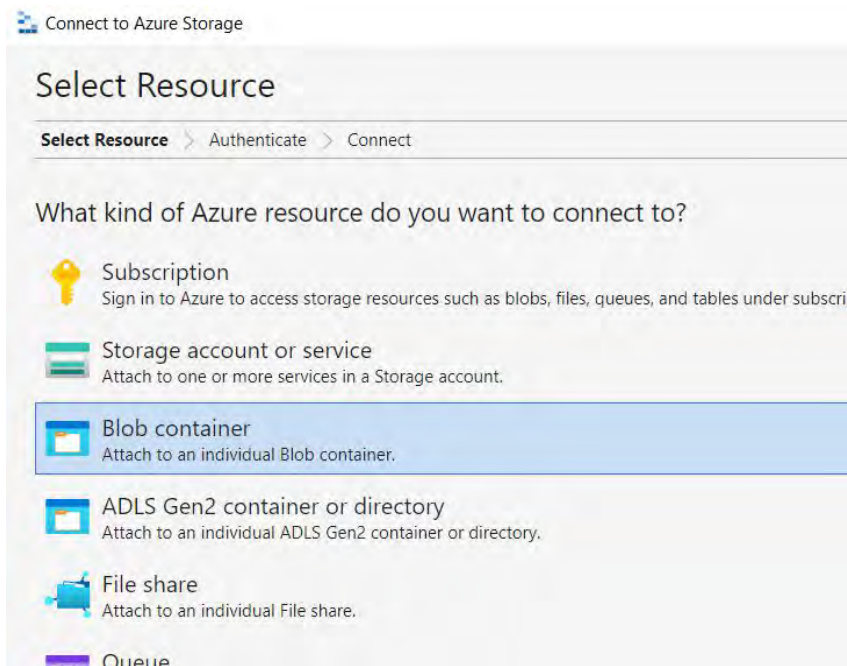 Connect to Azure Storage
Select Resource
Select Resource > Authenticate > Connect
What kind of Azure resource do you want to connect to?
Subscription
Sign in to Azure to access storage resources such as blobs, files, queues, and tables under subscri
Storage account or service
Attach to one or more services in a Storage account.
Blob container
Attach to an individual Blob container.
ADLS Gen2 container or directory
Attach to an individual ADLS Gen2 container or directory.
File share
Attach to an individual File share.
Queue